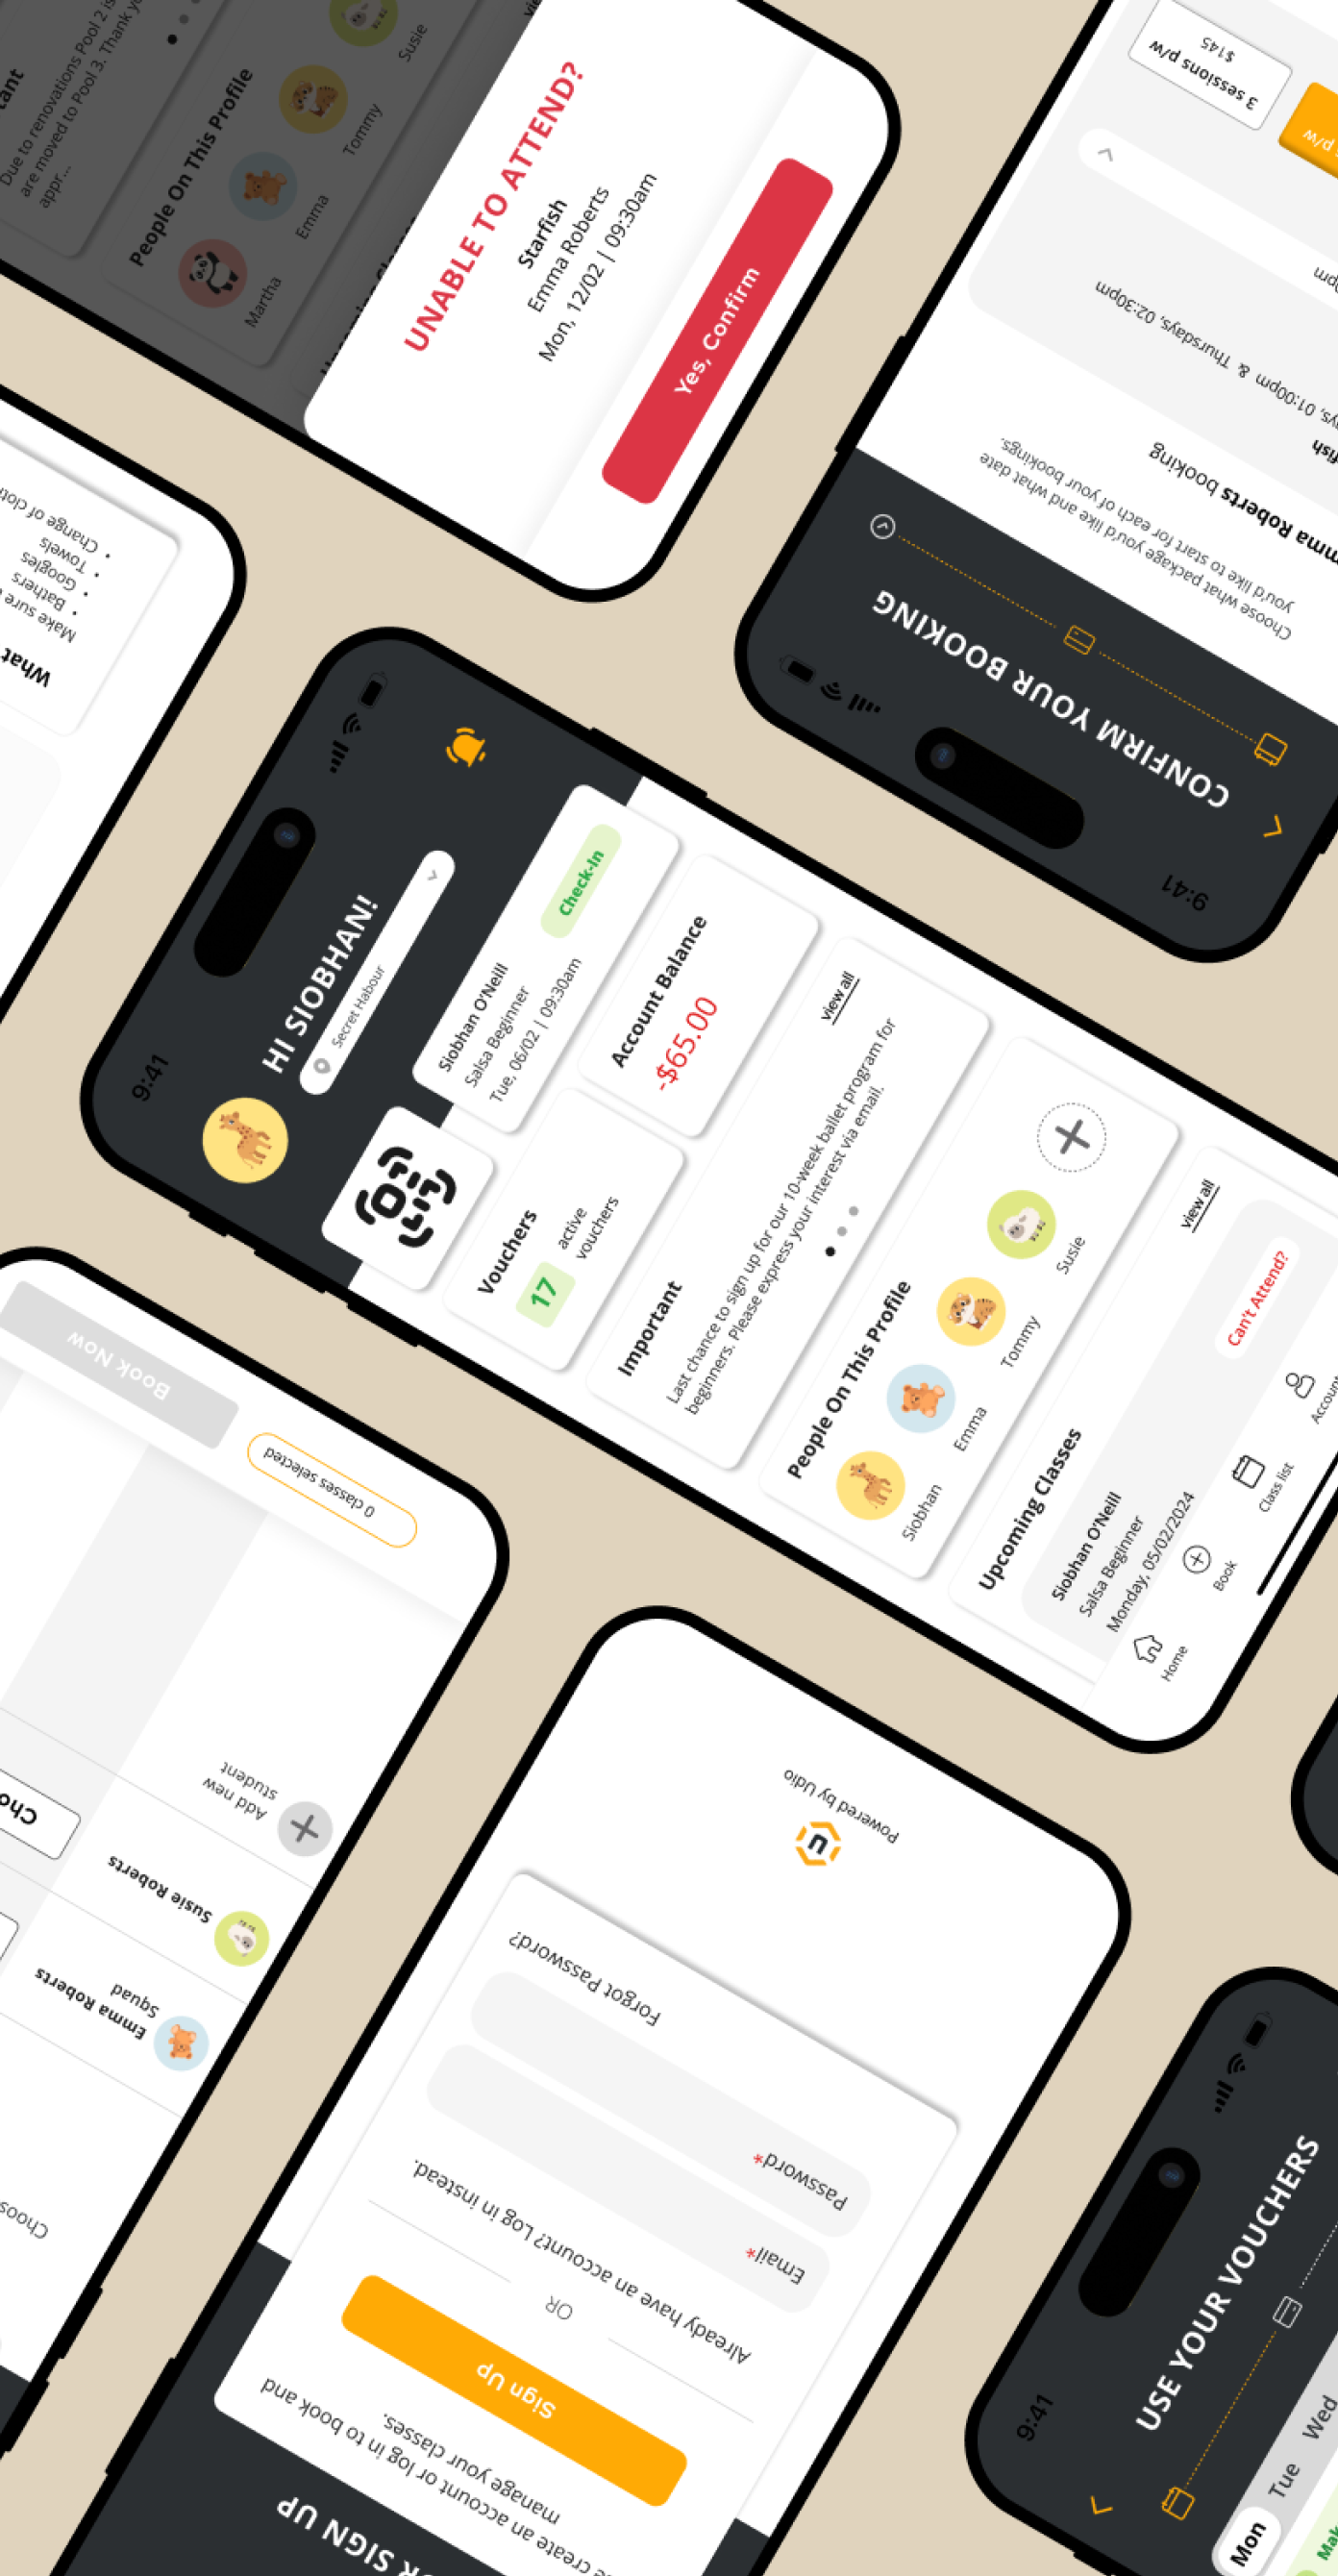 Due to renovations Pool 2 is
are moved to Pool 3. Thank
appr...
People On This Profile
Martha
Emma
Tommy
Susie
UNABLE TO ATTEND?
Starfish
Emma Roberts
Mon, 12/02 | 09:30am
Yes, Confirm
9:41
CONFIRM YOUR BOOKING
Choose what package you'd like and what date
you'd like to start for each of your bookings.
Roberts booking
01:00pm & Thursdays, 02:30pm
3 sessions p/w
$145
p/w
What
Make sure
• Bathers
• Googles
• Towels
• Change of
9:41
HI SIOBHAN!
Secret Habour
Siobhan O'Neill
Salsa Beginner
Tue, 06/02 | 09:30am
Check-In
Vouchers
17
active
vouchers
Account Balance
-$65.00
Important
view all
Last chance to sign up for our 10-week ballet program for
beginners. Please express your interest via email.
People On This Profile
Siobhan
Emma
Tommy
Susie
Upcoming Classes
view all
Siobhan O'Neill
Salsa Beginner
Monday, 05/02/2024
Can't Attend?
Home
Book
Class list
Account
Emma Roberts
Squad
Susie Roberts
Add new
student
0 classes selected
Book Now
SIGN UP
create an account or log in to book and
manage your classes.
Sign Up
OR
Already have an account? Log in instead.
Email*
Password*
Forgot Password?
u
Powered by Udio
9:41
USE YOUR VOUCHERS
Mon
Tue
Wed